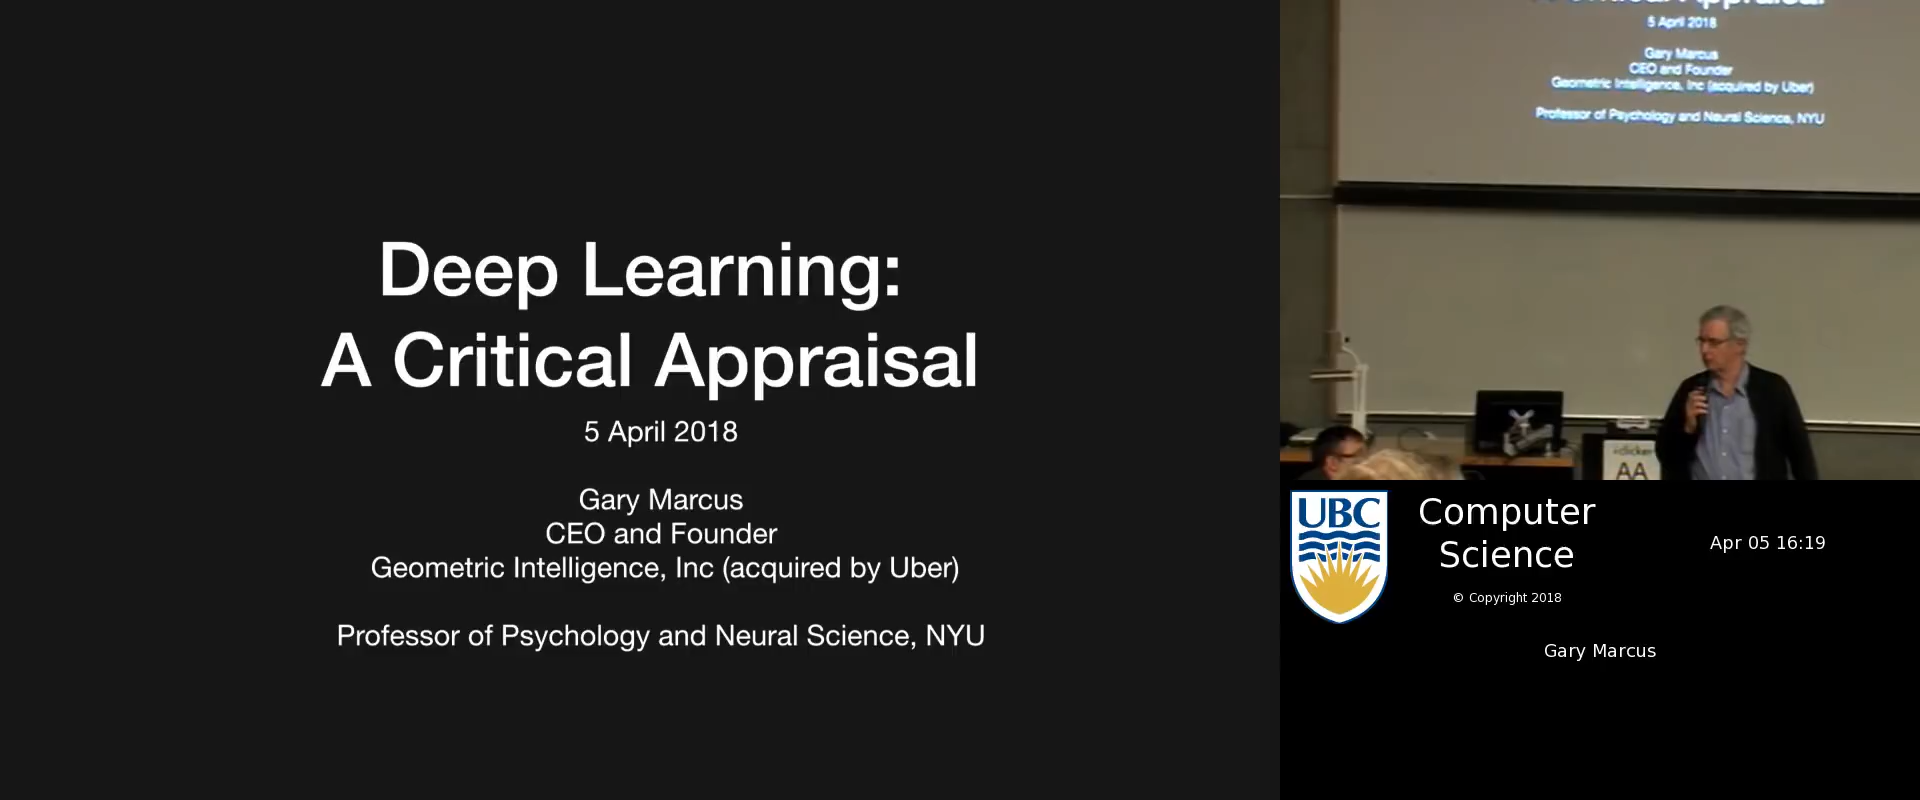 Deep Learning:
A Critical Appraisal
5 April 2018
Gary Marcus
CEO and Founder
Geometric Intelligence, Inc (acquired by Uber)
Professor of Psychology and Neural Science, NYU
5 April 2018
Gary Marcus
CEO and Founder
Geometric Intelligence, Inc (acquired by Uber)
Professor of Psychology and Neural Science, NYU
iclicker
AA
UBC
Computer
Science
Apr 05 16:19
© Copyright 2018
Gary Marcus